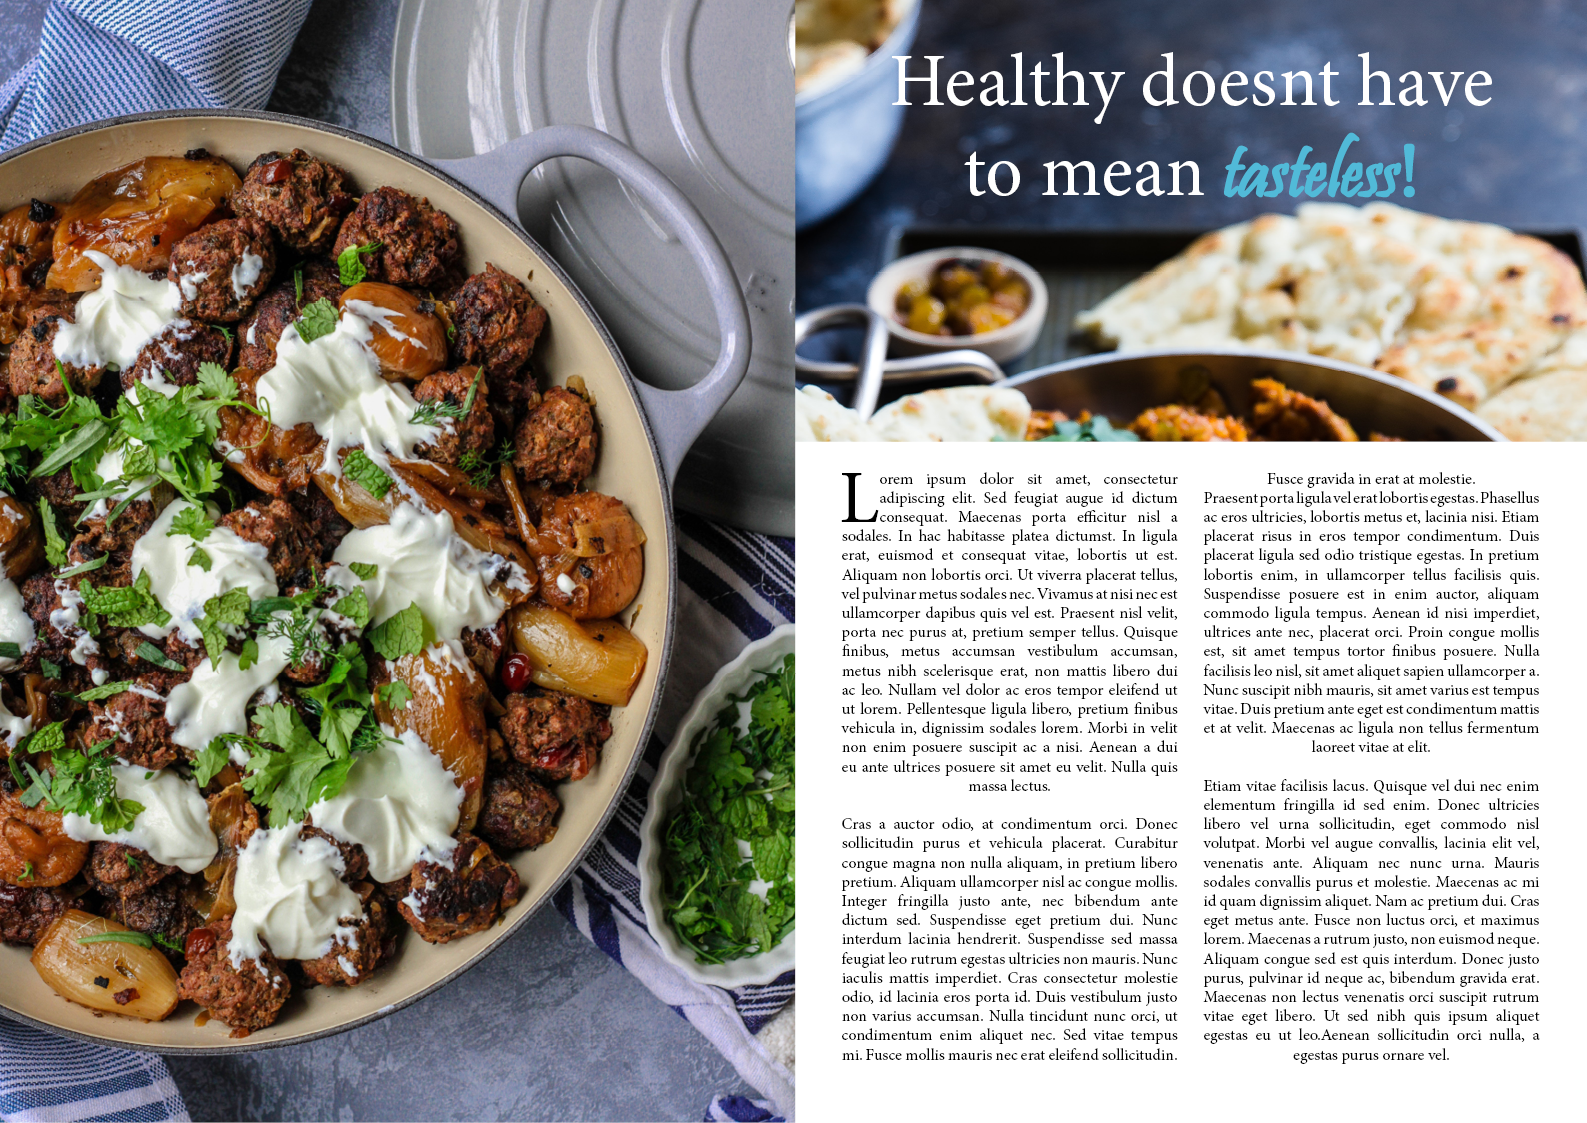 Healthy doesnt have
to mean tasteless!
Lorem ipsum dolor sit amet, consectetur
adipiscing elit. Sed feugiat augue id dictum
consequat. Maecenas porta efficitur nisl a
sodales. In hac habitasse platea dictumst. In ligula
erat, euismod et consequat vitae, lobortis ut est.
Aliquam non lobortis orci. Ut viverra placerat tellus,
vel pulvinar metus sodales nec. Vivamus at nisi nec est
ullamcorper dapibus quis vel est. Praesent nisl velit,
porta nec purus at, pretium semper tellus. Quisque
finibus, metus accumsan vestibulum accumsan,
metus nibh scelerisque erat, non mattis libero dui
ac leo. Nullam vel dolor ac eros tempor eleifend ut
ut lorem. Pellentesque ligula libero, pretium finibus
vehicula in, dignissim sodales lorem. Morbi in velit
non enim posuere suscipit ac a nisi. Aenean a dui
eu ante ultrices posuere sit amet eu velit. Nulla quis
massa lectus.
Cras a auctor odio, at condimentum orci. Donec
sollicitudin purus et vehicula placerat. Curabitur
congue magna non nulla aliquam, in pretium libero
pretium. Aliquam ullamcorper nisl ac congue mollis.
Integer fringilla justo ante, nec bibendum ante
dictum sed. Suspendisse eget pretium dui. Nunc
interdum lacinia hendrerit. Suspendisse sed massa
feugiat leo rutrum egestas ultricies non mauris. Nunc
iaculis mattis imperdiet. Cras consectetur molestie
odio, id lacinia eros porta id. Duis vestibulum justo
non varius accumsan. Nulla tincidunt nunc orci, ut
condimentum enim aliquet nec. Sed vitae tempus
mi. Fusce mollis mauris nec erat eleifend sollicitudin.
Fusce gravida in erat at molestie.
Praesent porta ligula vel erat lobortis egestas. Phasellus
ac eros ultricies, lobortis metus et, lacinia nisi. Etiam
placerat risus in eros tempor condimentum. Duis
placerat ligula sed odio tristique egestas. In pretium
lobortis enim, in ullamcorper tellus facilisis quis.
Suspendisse posuere est in enim auctor, aliquam
commodo ligula tempus. Aenean id nisi imperdiet,
ultrices ante nec, placerat orci. Proin congue mollis
est, sit amet tempus tortor finibus posuere. Nulla
facilisis leo nisl, sit amet aliquet sapien ullamcorper a.
Nunc suscipit nibh mauris, sit amet varius est tempus
vitae. Duis pretium ante eget est condimentum mattis
et at velit. Maecenas ac ligula non tellus fermentum
laoreet vitae at elit.
Etiam vitae facilisis lacus. Quisque vel dui nec enim
elementum fringilla id sed enim. Donec ultricies
libero vel urna sollicitudin, eget commodo nisl
volutpat. Morbi vel augue convallis, lacinia elit vel,
venenatis ante. Aliquam nec nunc urna. Mauris
sodales convallis purus et molestie. Maecenas ac mi
id quam dignissim aliquet. Nam ac pretium dui. Cras
eget metus ante. Fusce non luctus orci, et maximus
lorem. Maecenas a rutrum justo, non euismod neque.
Aliquam congue sed est quis interdum. Donec justo
purus, pulvinar id neque ac, bibendum gravida erat.
Maecenas non lectus venenatis orci suscipit rutrum
vitae eget libero. Ut sed nibh quis ipsum aliquet
egestas eu ut leo.Aenean sollicitudin orci nulla, a
egestas purus ornare vel.